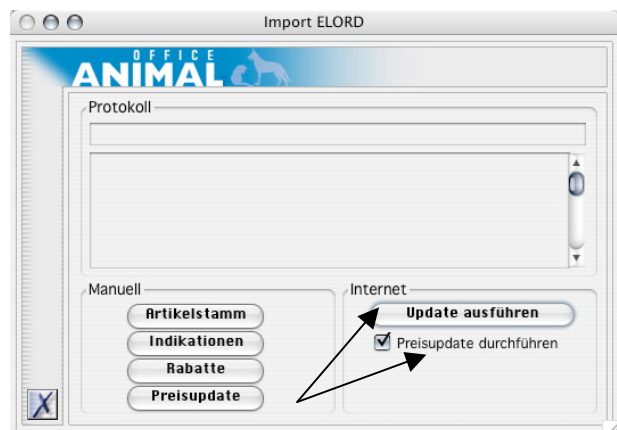 Import ELORD
OFFICE
ANIMAL
Protokoll
Manuell
Artikelstamm
Indikationen
Rabatte
Preisupdate
Internet
Update ausführen
Preisupdate durchführen
X